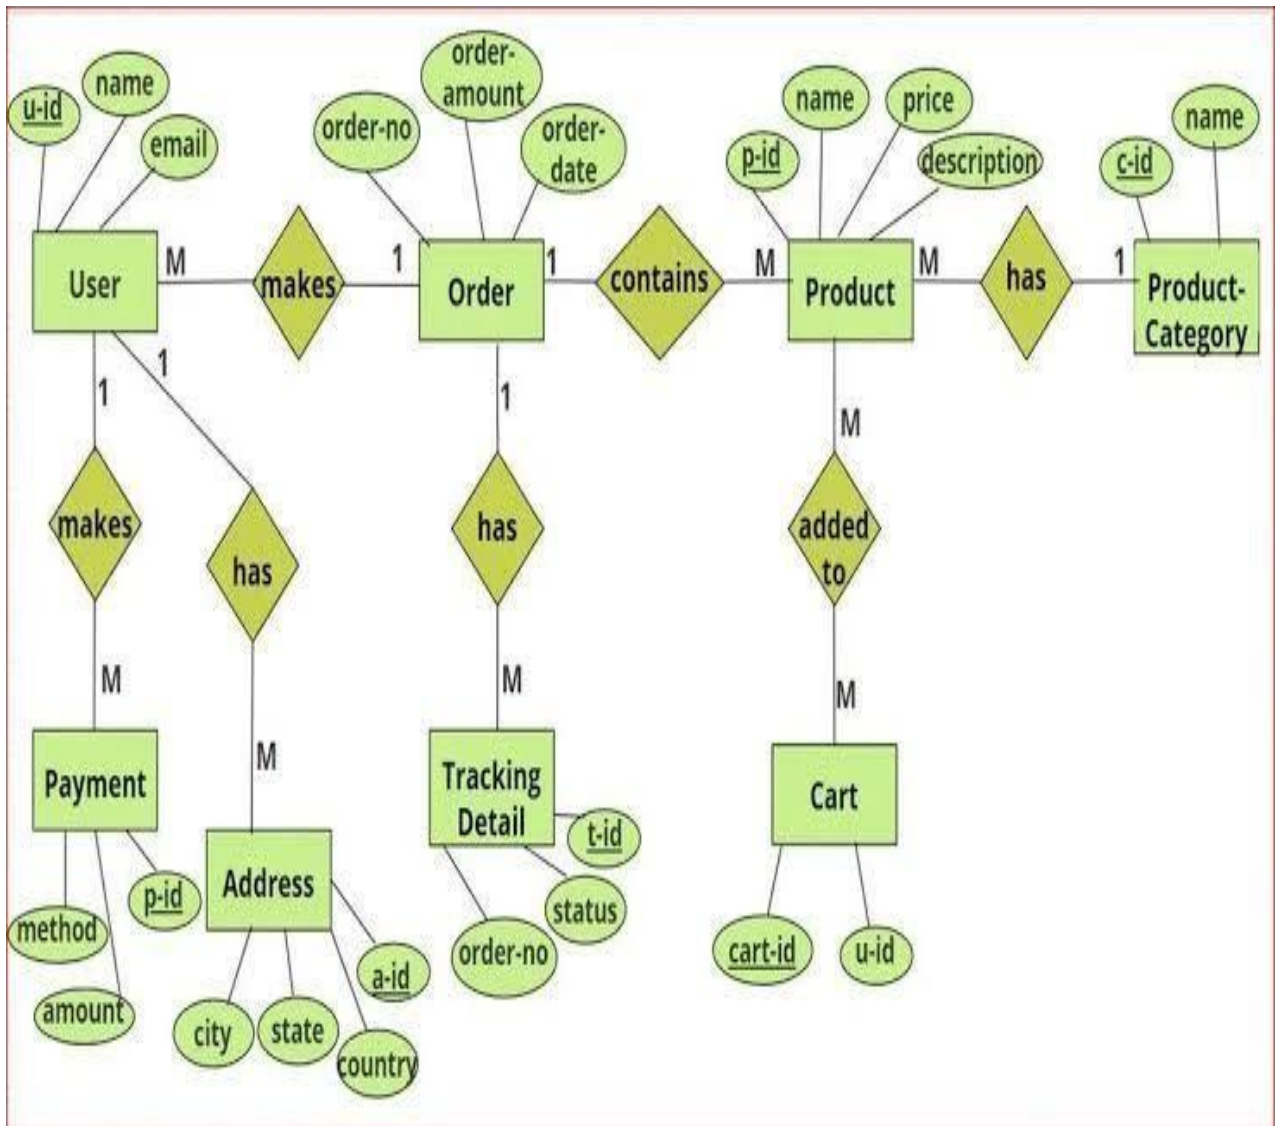 order-
amount
name
u-id
email
order-no
order-
date
name
price
p-id
description
name
c-id
User
M
makes
1
Order
1
contains
M
Product
M
has
1
Product-
Category
1
1
1
M
makes
has
has
added
to
M
M
M
M
Payment
Address
Tracking
Detail
Cart
method
p-id
amount
city
state
country
a-id
t-id
status
order-no
cart-id
u-id